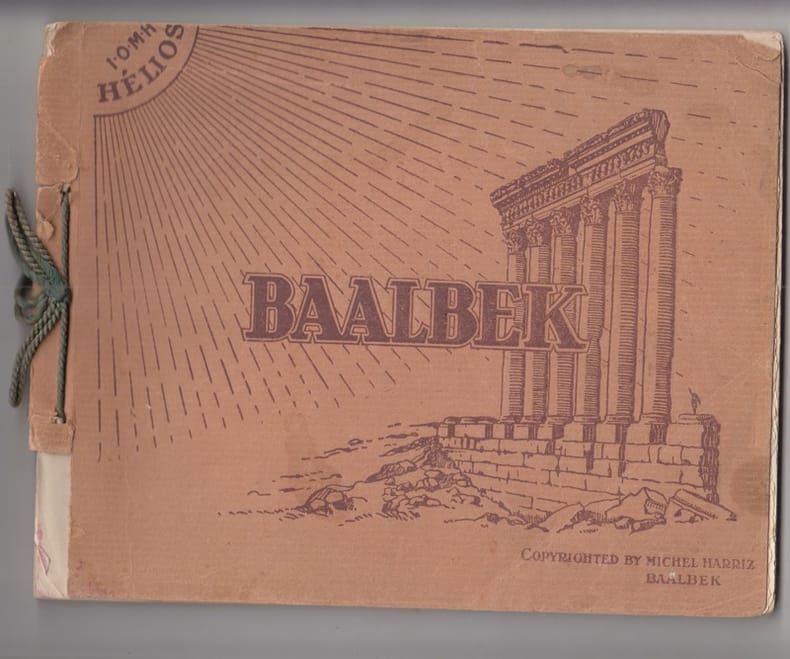 I·O·M·H
HÉLIOS
BAALBEK
COPYRIGHTED BY MICHEL HARRIZ
BAALBEK